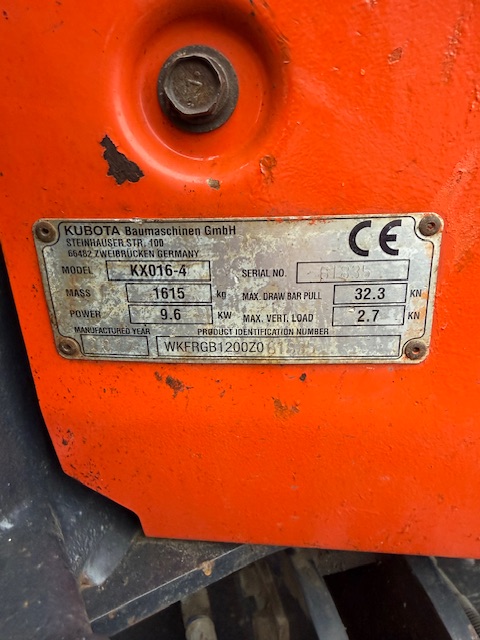 KUBOTA Baumaschinen GmbH
STEINHAUSER STR. 100
66482 ZWEIBRÜCKEN GERMANY
CE
MODEL KX016-4 SERIAL NO.
MASS 1615 kg MAX. DRAW BAR PULL 32.3 KN
POWER 9.6 KW MAX. VERT. LOAD 2.7 KN
MANUFACTURED YEAR PRODUCT IDENTIFICATION NUMBER
WKFRGB1200Z0